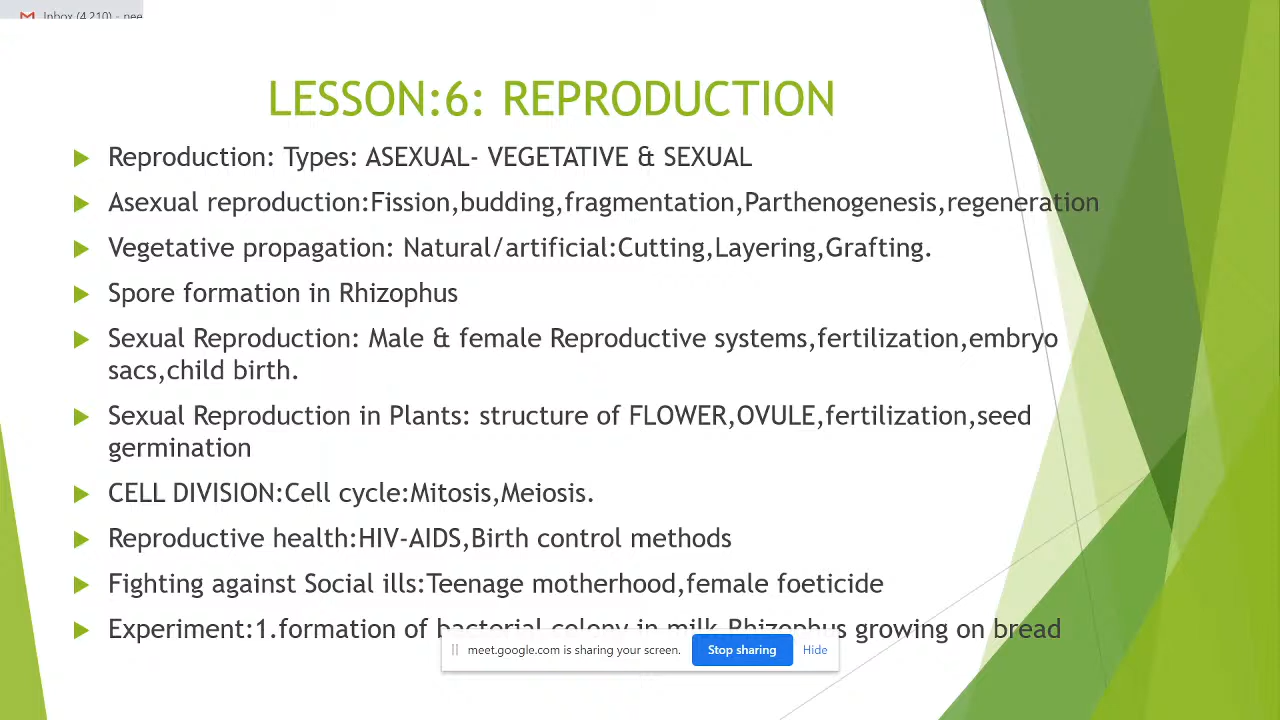 Inbox (4,210) - nee
LESSON:6: REPRODUCTION
Reproduction: Types: ASEXUAL- VEGETATIVE & SEXUAL
Asexual reproduction:Fission,budding,fragmentation,Parthenogenesis,regeneration
Vegetative propagation: Natural/artificial:Cutting,Layering,Grafting.
Spore formation in Rhizophus
Sexual Reproduction: Male & female Reproductive systems,fertilization,embryo
sacs,child birth.
Sexual Reproduction in Plants: structure of FLOWER,OVULE,fertilization,seed
germination
CELL DIVISION:Cell cycle:Mitosis,Meiosis.
Reproductive health:HIV-AIDS,Birth control methods
Fighting against Social ills:Teenage motherhood,female foeticide
Experiment:1.formation of bacterial colony in milk,Rhizophus growing on bread
meet.google.com is sharing your screen. Stop sharing Hide